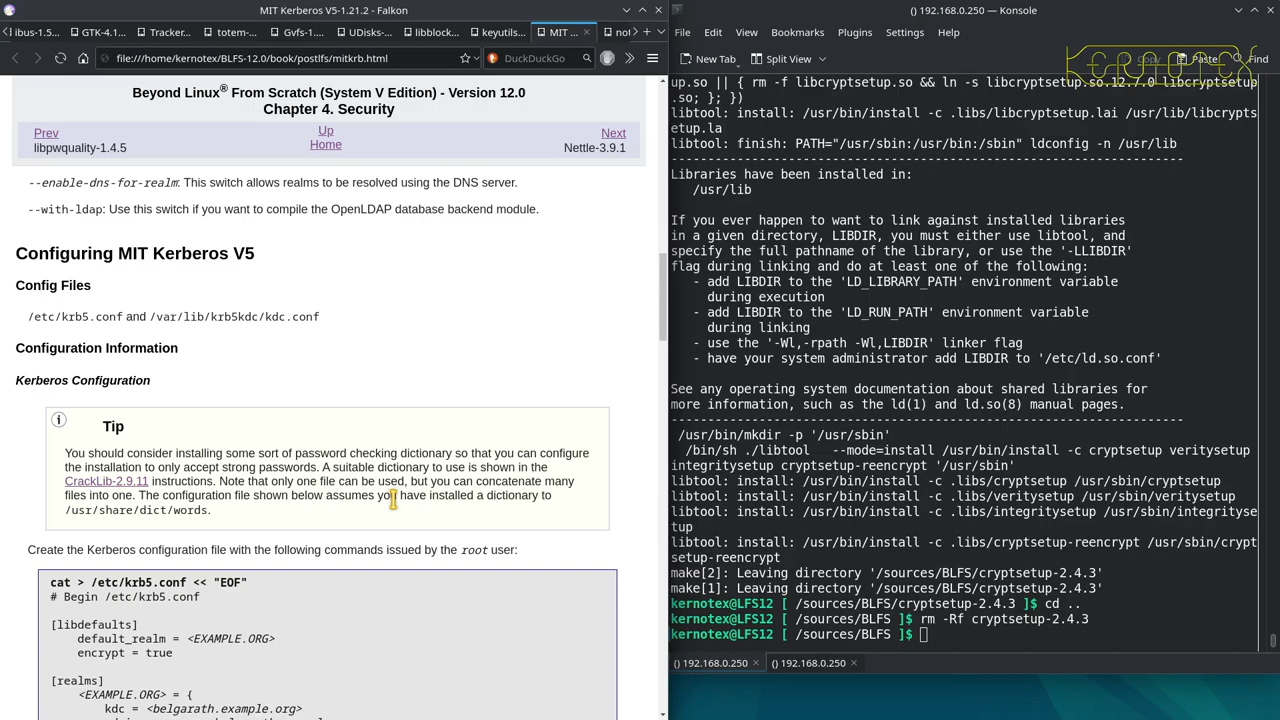 MIT Kerberos V5-1.21.2 - Falkon
ibus-1.5...
GTK-4.1...
Tracker...
totem-...
Gvfs-1....
UDisks-...
libblock...
keyutils...
MIT ...
not
file:///home/kernotex/BLFS-12.0/book/postlfs/mitkrb.html
DuckDuckGo
Beyond Linux® From Scratch (System V Edition) - Version 12.0
Chapter 4. Security
Prev
Up
Next
libpwquality-1.4.5
Home
Nettle-3.9.1
--enable-dns-for-realm: This switch allows realms to be resolved using the DNS server.
--with-ldap: Use this switch if you want to compile the OpenLDAP database backend module.
Configuring MIT Kerberos V5
Config Files
/etc/krb5.conf and /var/lib/krb5kdc/kdc.conf
Configuration Information
Kerberos Configuration
Tip
You should consider installing some sort of password checking dictionary so that you can configure
the installation to only accept strong passwords. A suitable dictionary to use is shown in the
CrackLib-2.9.11 instructions. Note that only one file can be used, but you can concatenate many
files into one. The configuration file shown below assumes you have installed a dictionary to
/usr/share/dict/words.
Create the Kerberos configuration file with the following commands issued by the root user:
cat > /etc/krb5.conf << "EOF"
# Begin /etc/krb5.conf
[libdefaults]
default_realm = <EXAMPLE.ORG>
encrypt = true
[realms]
<EXAMPLE.ORG> = {
kdc = <belgarath.example.org>
() 192.168.0.250 — Konsole
File Edit View Bookmarks Plugins Settings Help
New Tab
Split View
Copy
Paste
Find
KERNOTEX
up.so || { rm -f libcryptsetup.so && ln -s libcryptsetup.so.12.7.0 libcryptsetup
.so; }; })
libtool: install: /usr/bin/install -c .libs/libcryptsetup.lai /usr/lib/libcrypts
etup.la
libtool: finish: PATH="/usr/sbin:/usr/bin:/sbin" ldconfig -n /usr/lib
----------------------------------------------------------------------
Libraries have been installed in:
/usr/lib
If you ever happen to want to link against installed libraries
in a given directory, LIBDIR, you must either use libtool, and
specify the full pathname of the library, or use the '-LLIBDIR'
flag during linking and do at least one of the following:
- add LIBDIR to the 'LD_LIBRARY_PATH' environment variable
during execution
- add LIBDIR to the 'LD_RUN_PATH' environment variable
during linking
- use the '-Wl,-rpath -Wl,LIBDIR' linker flag
- have your system administrator add LIBDIR to '/etc/ld.so.conf'
See any operating system documentation about shared libraries for
more information, such as the ld(1) and ld.so(8) manual pages.
----------------------------------------------------------------------
/usr/bin/mkdir -p '/usr/sbin'
/bin/sh ./libtool   --mode=install /usr/bin/install -c cryptsetup veritysetup
integritysetup cryptsetup-reencrypt '/usr/sbin'
libtool: install: /usr/bin/install -c .libs/cryptsetup /usr/sbin/cryptsetup
libtool: install: /usr/bin/install -c .libs/veritysetup /usr/sbin/veritysetup
libtool: install: /usr/bin/install -c .libs/integritysetup /usr/sbin/integrityse
tup
libtool: install: /usr/bin/install -c .libs/cryptsetup-reencrypt /usr/sbin/crypt
setup-reencrypt
make[2]: Leaving directory '/sources/BLFS/cryptsetup-2.4.3'
make[1]: Leaving directory '/sources/BLFS/cryptsetup-2.4.3'
kernotex@LFS12 [ /sources/BLFS/cryptsetup-2.4.3 ]$ cd ..
kernotex@LFS12 [ /sources/BLFS ]$ rm -Rf cryptsetup-2.4.3
kernotex@LFS12 [ /sources/BLFS ]$
() 192.168.0.250
() 192.168.0.250